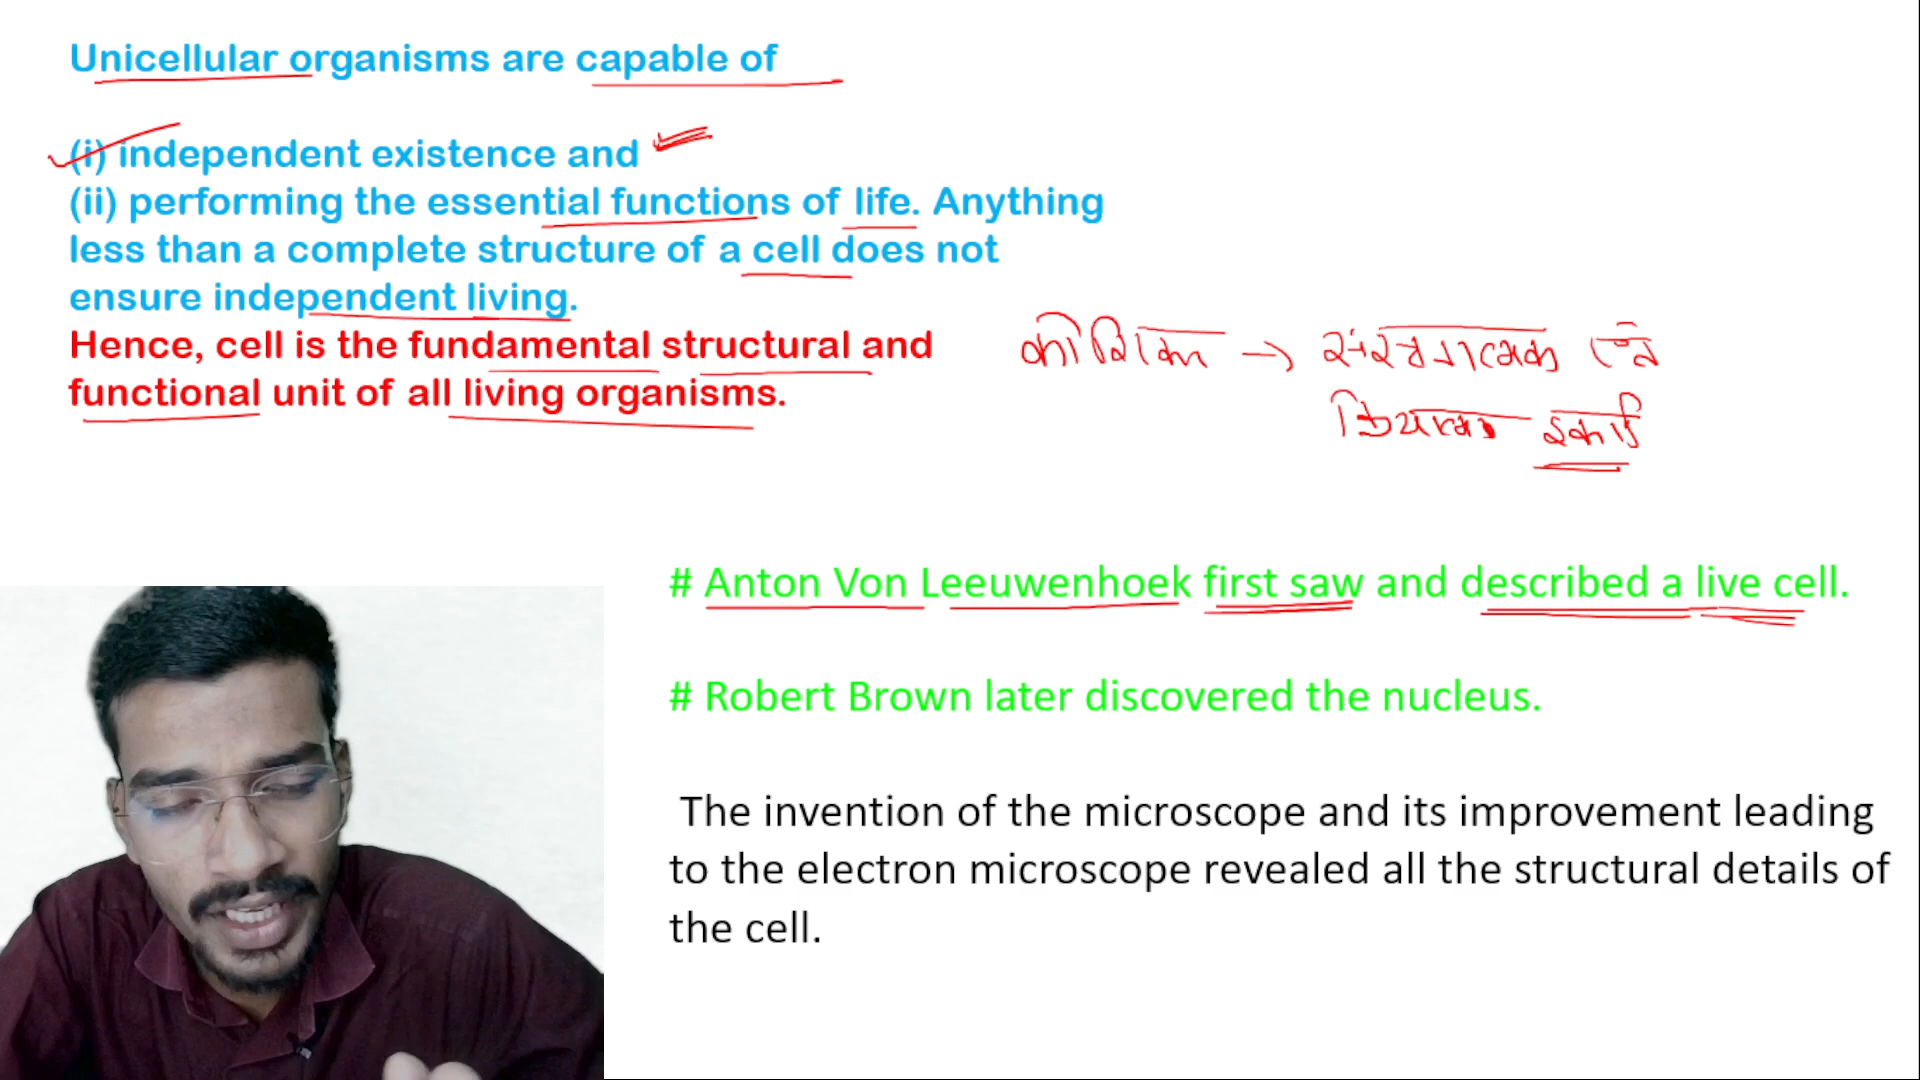 Unicellular organisms are capable of
(i) independent existence and
(ii) performing the essential functions of life. Anything
less than a complete structure of a cell does not
ensure independent living.
Hence, cell is the fundamental structural and
functional unit of all living organisms.
इकाई
# Anton Von Leeuwenhoek first saw and described a live cell.
# Robert Brown later discovered the nucleus.
The invention of the microscope and its improvement leading
to the electron microscope revealed all the structural details of
the cell.